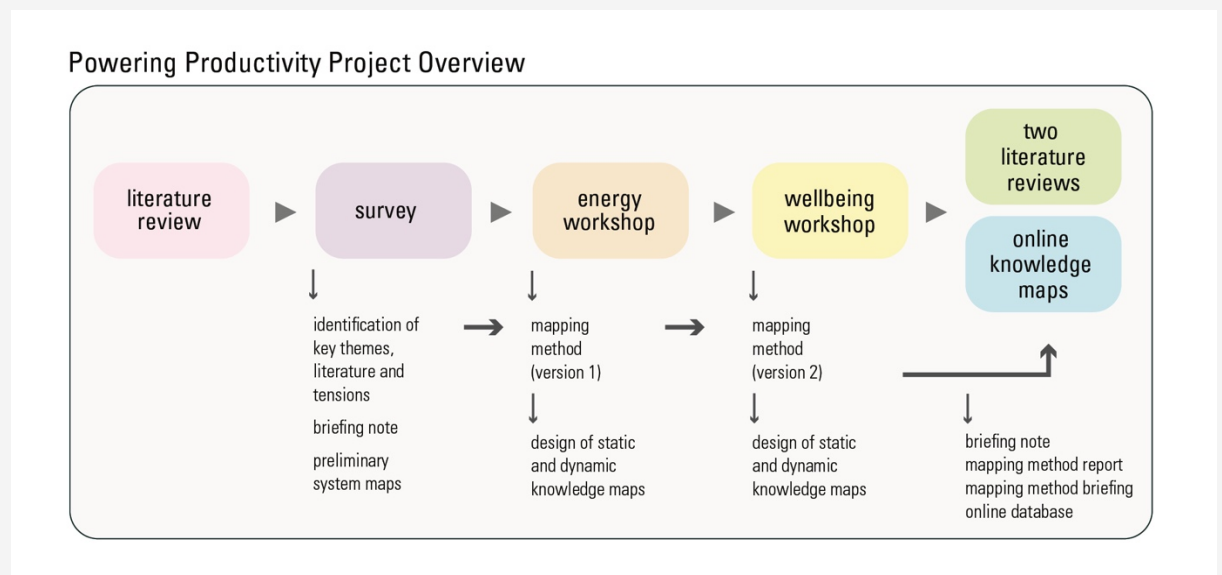 Powering Productivity Project Overview
literature
review
survey
energy
workshop
wellbeing
workshop
two
literature
reviews
online
knowledge
maps
identification of
key themes,
literature and
tensions
briefing note
preliminary
system maps
mapping
method
(version 1)
design of static
and dynamic
knowledge maps
mapping
method
(version 2)
design of static
and dynamic
knowledge maps
briefing note
mapping method report
mapping method briefing
online database